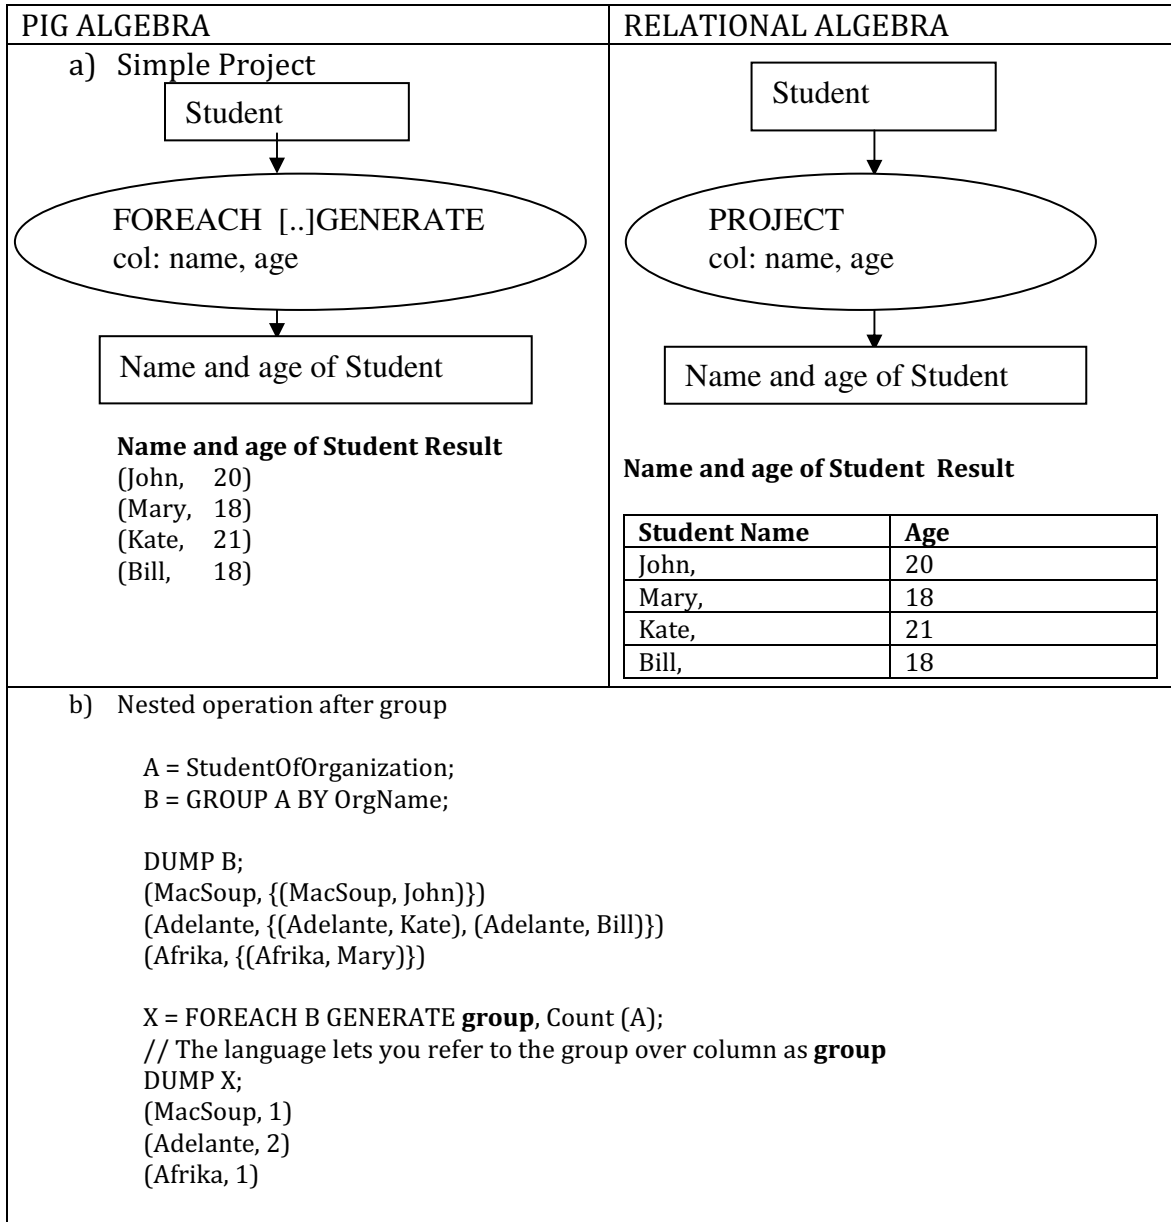 PIG ALGEBRA
RELATIONAL ALGEBRA
a) Simple Project
Student
FOREACH [..]GENERATE
col: name, age
Name and age of Student
Name and age of Student Result
(John, 20)
(Mary, 18)
(Kate, 21)
(Bill, 18)
Student
PROJECT
col: name, age
Name and age of Student
Name and age of Student Result
Student Name Age
John, 20
Mary, 18
Kate, 21
Bill, 18
b) Nested operation after group
A = StudentOfOrganization;
B = GROUP A BY OrgName;
DUMP B;
(MacSoup, {(MacSoup, John)})
(Adelante, {(Adelante, Kate), (Adelante, Bill)})
(Afrika, {(Afrika, Mary)})
X = FOREACH B GENERATE group, Count (A);
// The language lets you refer to the group over column as group
DUMP X;
(MacSoup, 1)
(Adelante, 2)
(Afrika, 1)